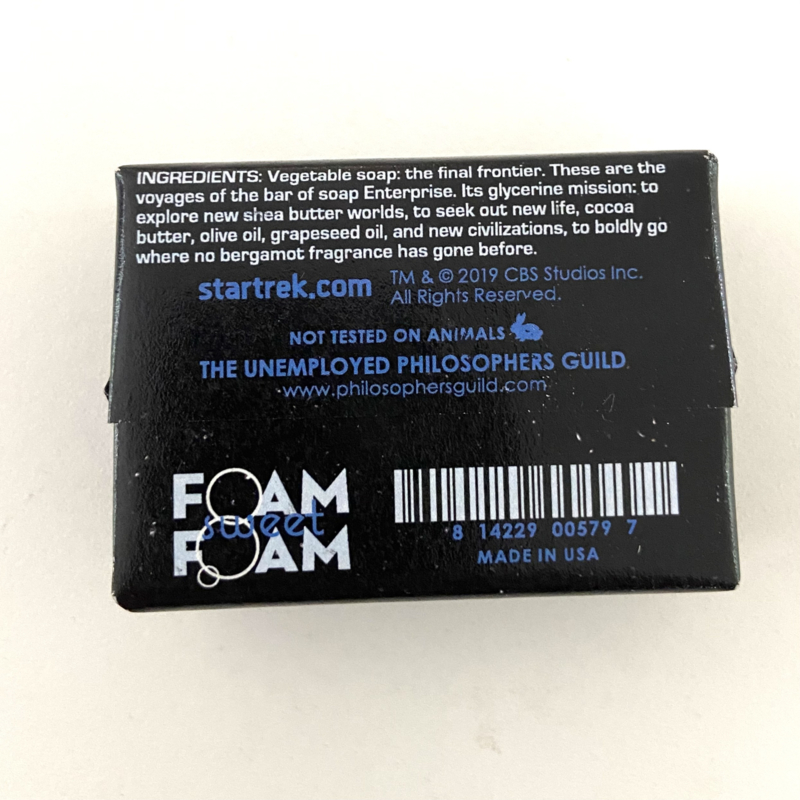 INGREDIENTS: Vegetable soap: the final frontier. These are the
voyages of the bar of soap Enterprise. Its glycerine mission: to
explore new shea butter worlds, to seek out new life, cocoa
butter, olive oil, grapeseed oil, and new civilizations, to boldly go
where no bergamot fragrance has gone before.
startrek.com
TM & © 2019 CBS Studios Inc.
All Rights Reserved.
NOT TESTED ON ANIMALS
THE UNEMPLOYED PHILOSOPHERS GUILD
www.philosophersguild.com
FOAM
sweet
FOAM
8 14229 00579 7
MADE IN USA